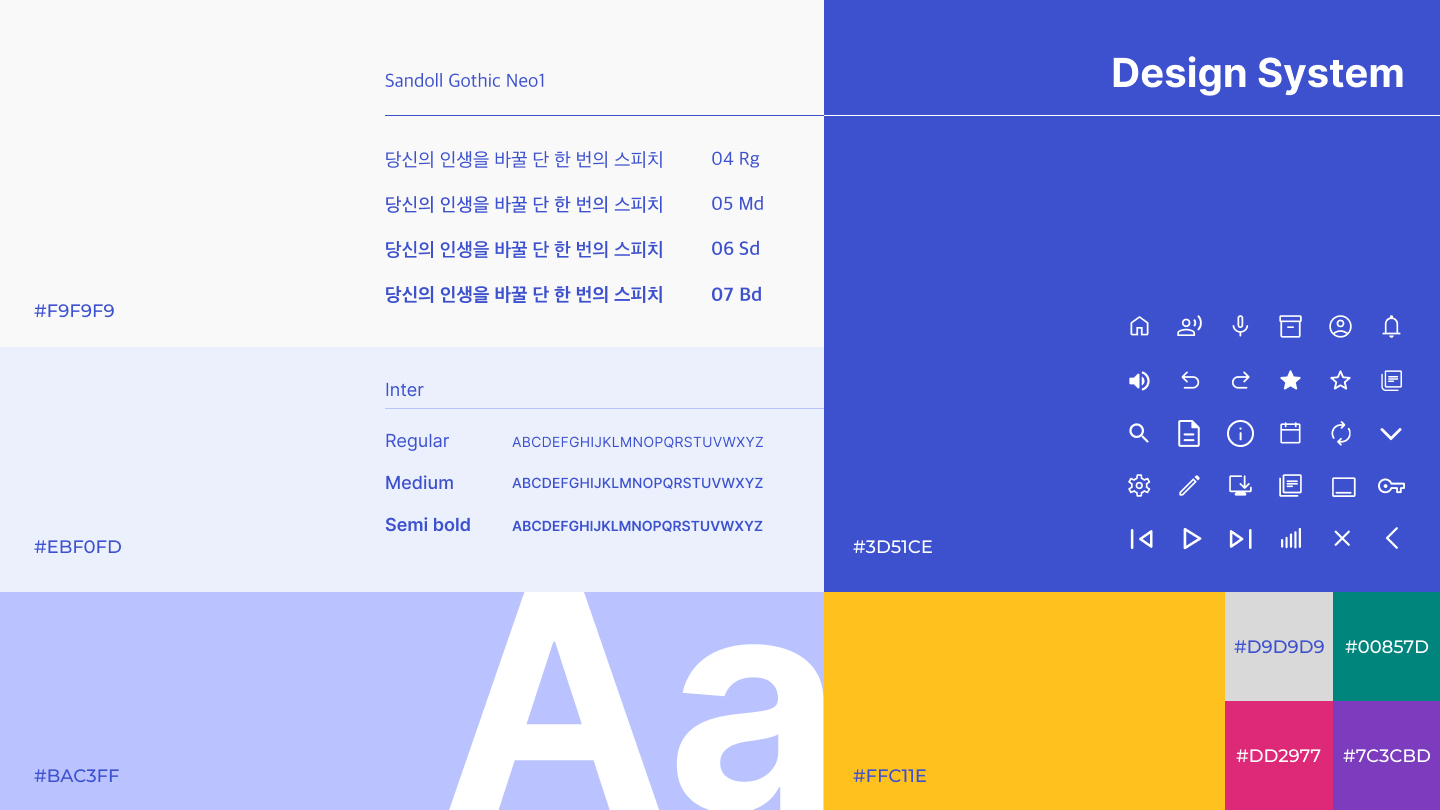 Sandoll Gothic Neo1
당신의 인생을 바꿀 단 한 번의 스피치 04 Rg
당신의 인생을 바꿀 단 한 번의 스피치 05 Md
당신의 인생을 바꿀 단 한 번의 스피치 06 Sd
당신의 인생을 바꿀 단 한 번의 스피치 07 Bd
#F9F9F9
Inter
Regular ABCDEFGHIJKLMNOPQRSTUVWXYZ
Medium ABCDEFGHIJKLMNOPQRSTUVWXYZ
Semi bold ABCDEFGHIJKLMNOPQRSTUVWXYZ
#EBF0FD
Design System
#3D51CE
Aa
#BAC3FF
#FFC11E
#D9D9D9
#00857D
#DD2977
#7C3CBD